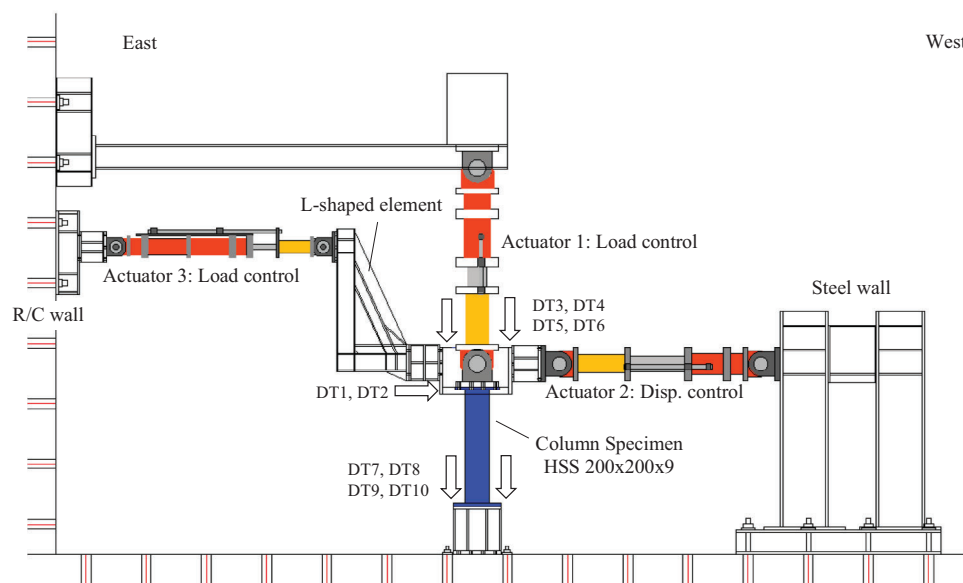 East
West
L-shaped element
Actuator 1: Load control
Actuator 3: Load control
Steel wall
R/C wall
DT3, DT4
DT5, DT6
DT1, DT2
Actuator 2: Disp. control
Column Specimen
HSS 200x200x9
DT7, DT8
DT9, DT10